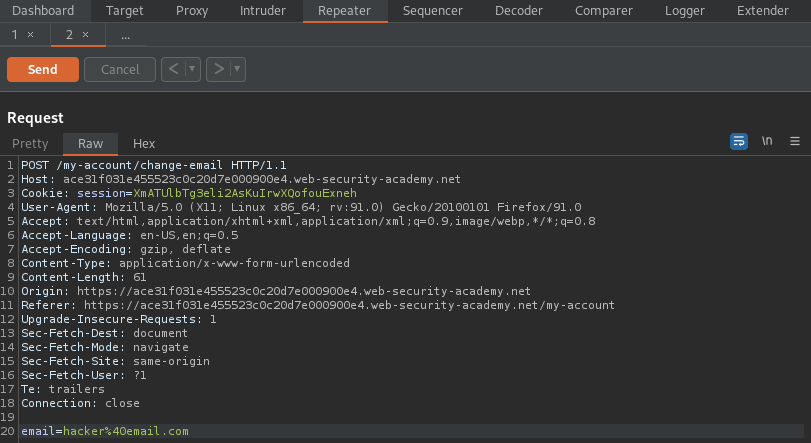 Dashboard Target Proxy Intruder Repeater Sequencer Decoder Comparer Logger Extender
1 × 2 × ...
Send Cancel < >
Request
Pretty Raw Hex \n
1 POST /my-account/change-email HTTP/1.1
2 Host: ace31f031e455523c0c20d7e000900e4.web-security-academy.net
3 Cookie: session=XmATUlbTg3eli2AsKuIrwXQofouExneh
4 User-Agent: Mozilla/5.0 (X11; Linux x86_64; rv:91.0) Gecko/20100101 Firefox/91.0
5 Accept: text/html,application/xhtml+xml,application/xml;q=0.9,image/webp,*/*;q=0.8
6 Accept-Language: en-US,en;q=0.5
7 Accept-Encoding: gzip, deflate
8 Content-Type: application/x-www-form-urlencoded
9 Content-Length: 61
10 Origin: https://ace31f031e455523c0c20d7e000900e4.web-security-academy.net
11 Referer: https://ace31f031e455523c0c20d7e000900e4.web-security-academy.net/my-account
12 Upgrade-Insecure-Requests: 1
13 Sec-Fetch-Dest: document
14 Sec-Fetch-Mode: navigate
15 Sec-Fetch-Site: same-origin
16 Sec-Fetch-User: ?1
17 Te: trailers
18 Connection: close
19
20 email=hacker%40email.com